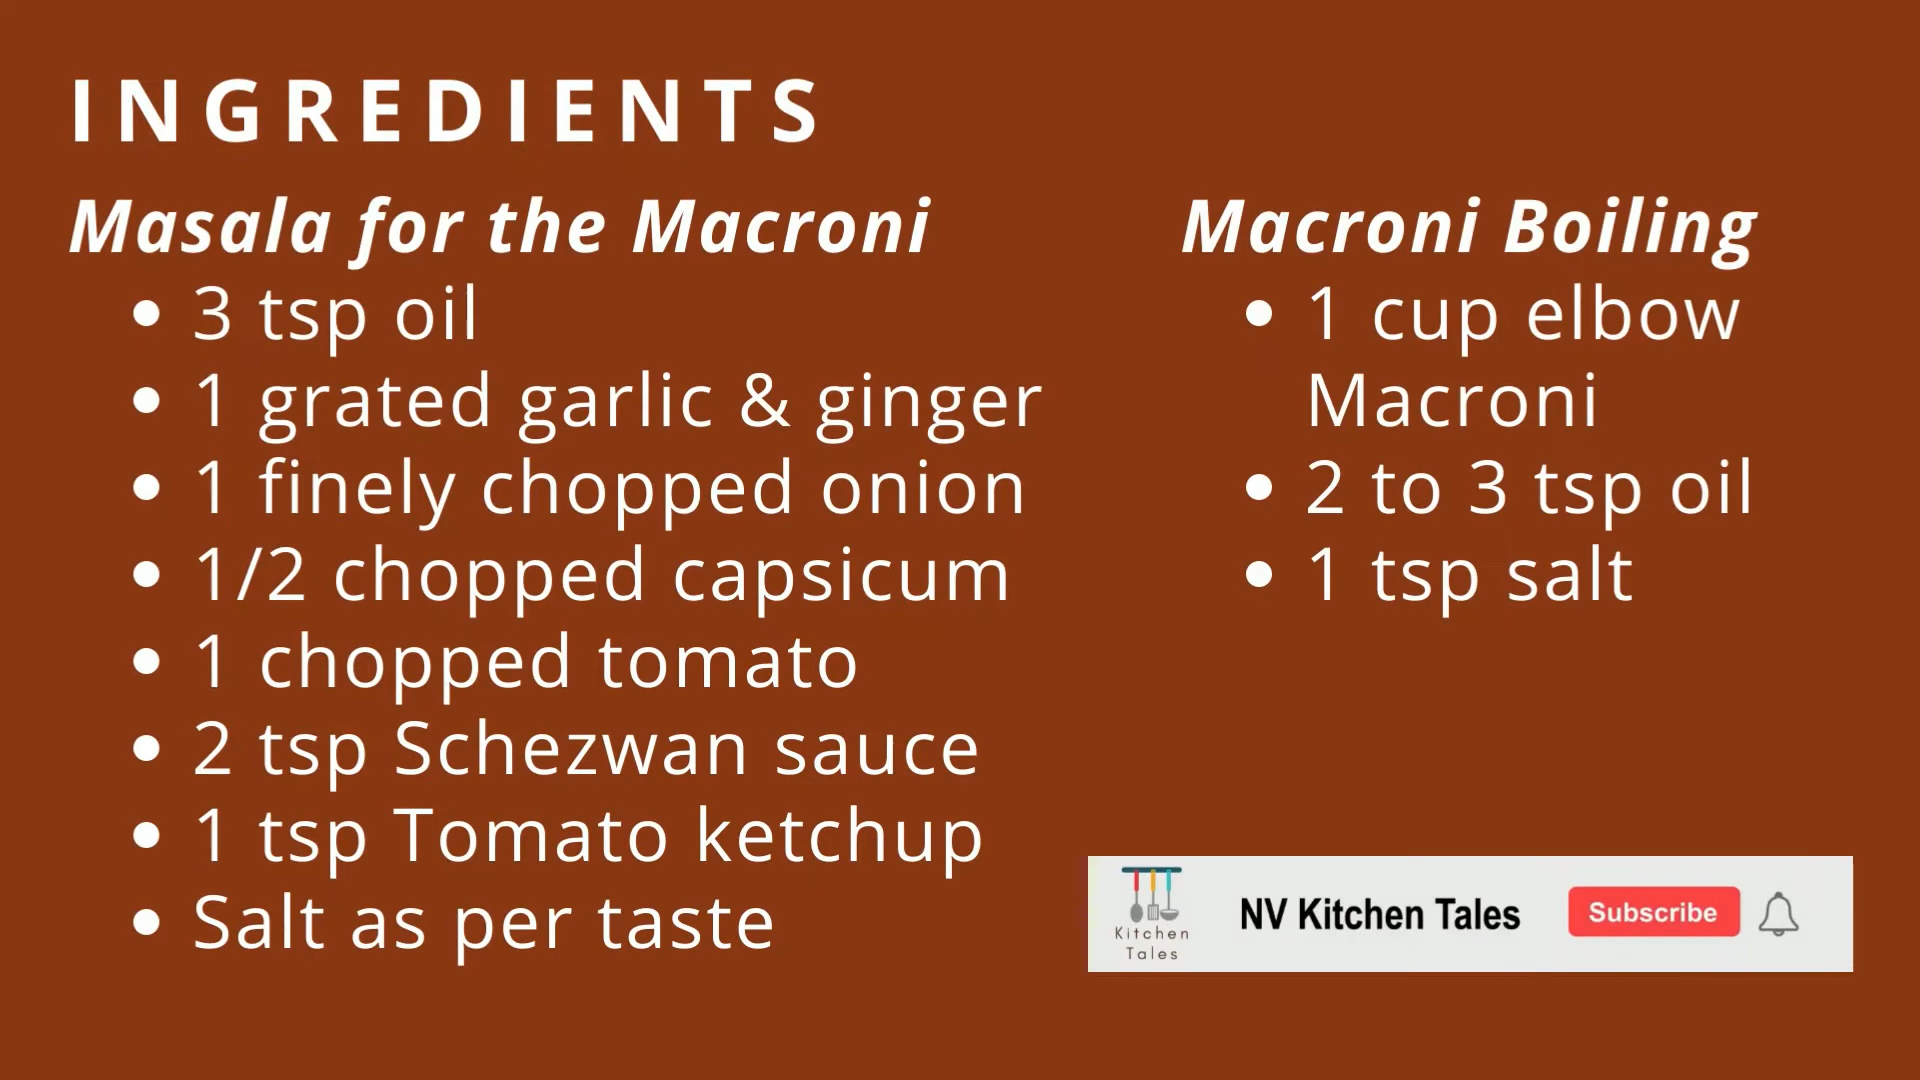 INGREDIENTS
Masala for the Macroni
• 3 tsp oil
• 1 grated garlic & ginger
• 1 finely chopped onion
• 1/2 chopped capsicum
• 1 chopped tomato
• 2 tsp Schezwan sauce
• 1 tsp Tomato ketchup
• Salt as per taste
Macroni Boiling
• 1 cup elbow
Macroni
• 2 to 3 tsp oil
• 1 tsp salt
Kitchen
Tales
NV Kitchen Tales
Subscribe